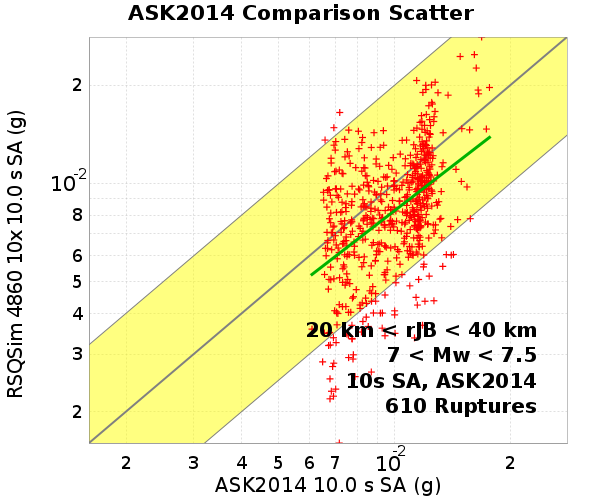 ASK2014 Comparison Scatter
RSQSim 4860 10x 10.0 s SA (g)
2
10-2
8
6
5
4
3
2
20 km < rJB < 40 km
7 < Mw < 7.5
10s SA, ASK2014
610 Ruptures
2 3 4 5 6 7 10-2 2
ASK2014 10.0 s SA (g)